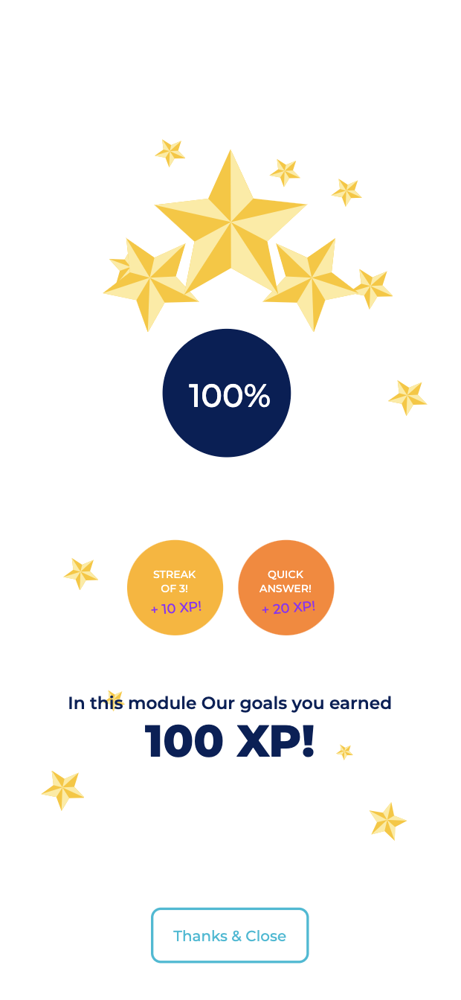 100%
STREAK
OF 3!
+ 10 XP!
QUICK
ANSWER!
+ 20 XP!
In this module Our goals you earned
100 XP!
Thanks & Close